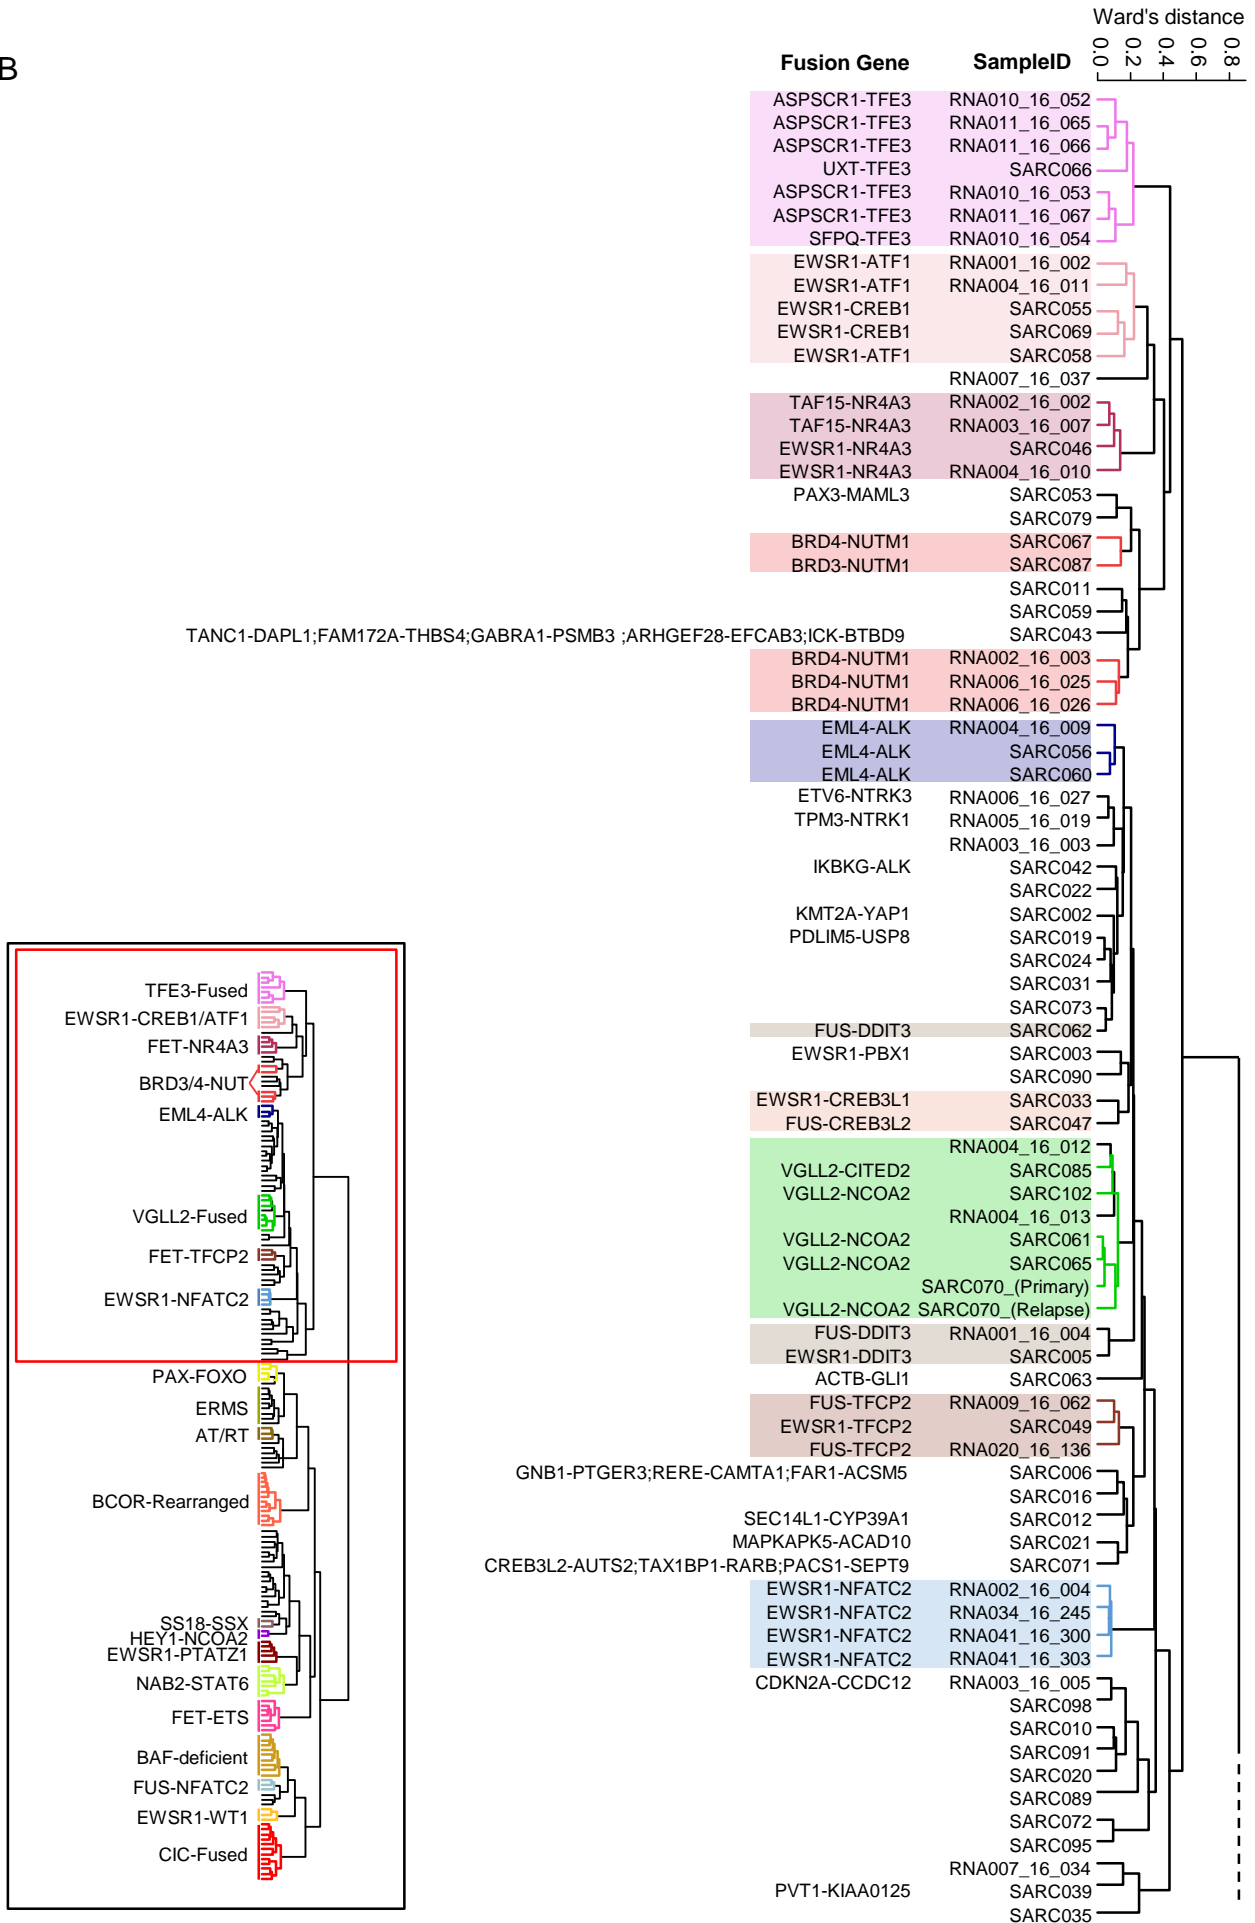 Ward's distance
0.0 0.2 0.4 0.6 0.8
B
Fusion Gene SampleID
ASPSCR1-TFE3 RNA010_16_052
ASPSCR1-TFE3 RNA011_16_065
ASPSCR1-TFE3 RNA011_16_066
UXT-TFE3 SARC066
ASPSCR1-TFE3 RNA010_16_053
ASPSCR1-TFE3 RNA011_16_067
SFPQ-TFE3 RNA010_16_054
EWSR1-ATF1 RNA001_16_002
EWSR1-ATF1 RNA004_16_011
EWSR1-CREB1 SARC055
EWSR1-CREB1 SARC069
EWSR1-ATF1 SARC058
RNA007_16_037
TAF15-NR4A3 RNA002_16_002
TAF15-NR4A3 RNA003_16_007
EWSR1-NR4A3 SARC046
EWSR1-NR4A3 RNA004_16_010
PAX3-MAML3 SARC053
SARC079
BRD4-NUTM1 SARC067
BRD3-NUTM1 SARC087
SARC011
SARC059
TANC1-DAPL1;FAM172A-THBS4;GABRA1-PSMB3 ;ARHGEF28-EFCAB3;ICK-BTBD9 SARC043
BRD4-NUTM1 RNA002_16_003
BRD4-NUTM1 RNA006_16_025
BRD4-NUTM1 RNA006_16_026
EML4-ALK RNA004_16_009
EML4-ALK SARC056
EML4-ALK SARC060
ETV6-NTRK3 RNA006_16_027
TPM3-NTRK1 RNA005_16_019
RNA003_16_003
IKBKG-ALK SARC042
SARC022
KMT2A-YAP1 SARC002
PDLIM5-USP8 SARC019
SARC024
SARC031
SARC073
FUS-DDIT3 SARC062
EWSR1-PBX1 SARC003
SARC090
EWSR1-CREB3L1 SARC033
FUS-CREB3L2 SARC047
RNA004_16_012
VGLL2-CITED2 SARC085
VGLL2-NCOA2 SARC102
RNA004_16_013
VGLL2-NCOA2 SARC061
VGLL2-NCOA2 SARC065
SARC070_(Primary)
VGLL2-NCOA2 SARC070_(Relapse)
FUS-DDIT3 RNA001_16_004
EWSR1-DDIT3 SARC005
ACTB-GLI1 SARC063
FUS-TFCP2 RNA009_16_062
EWSR1-TFCP2 SARC049
FUS-TFCP2 RNA020_16_136
GNB1-PTGER3;RERE-CAMTA1;FAR1-ACSM5 SARC006
SARC016
SEC14L1-CYP39A1 SARC012
MAPKAPK5-ACAD10 SARC021
CREB3L2-AUTS2;TAX1BP1-RARB;PACS1-SEPT9 SARC071
EWSR1-NFATC2 RNA002_16_004
EWSR1-NFATC2 RNA034_16_245
EWSR1-NFATC2 RNA041_16_300
EWSR1-NFATC2 RNA041_16_303
CDKN2A-CCDC12 RNA003_16_005
SARC098
SARC010
SARC091
SARC020
SARC089
SARC072
SARC095
RNA007_16_034
PVT1-KIAA0125 SARC039
SARC035
TFE3-Fused
EWSR1-CREB1/ATF1
FET-NR4A3
BRD3/4-NUT
EML4-ALK
VGLL2-Fused
FET-TFCP2
EWSR1-NFATC2
PAX-FOXO
ERMS
AT/RT
BCOR-Rearranged
SS18-SSX
HEY1-NCOA2
EWSR1-PTATZ1
NAB2-STAT6
FET-ETS
BAF-deficient
FUS-NFATC2
EWSR1-WT1
CIC-Fused